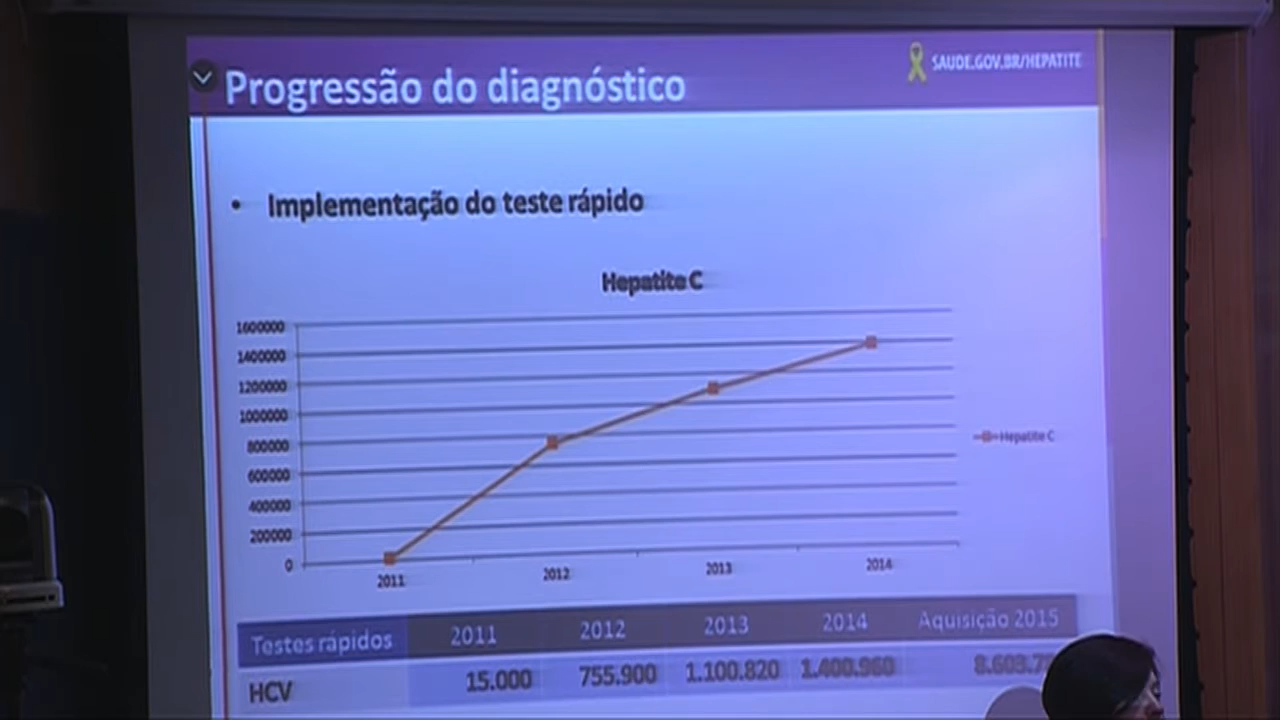 Progressão do diagnóstico
SAUDE.GOV.BR/HEPATITE
• Implementação do teste rápido
Hepatite C
1600000
1400000
1200000
1000000
800000
600000
400000
200000
0
2011 2012 2013 2014
Hepatite C
Testes rápidos 2011 2012 2013 2014 Aquisição 2015
HCV 15.000 755.900 1.100.820 1.400.960